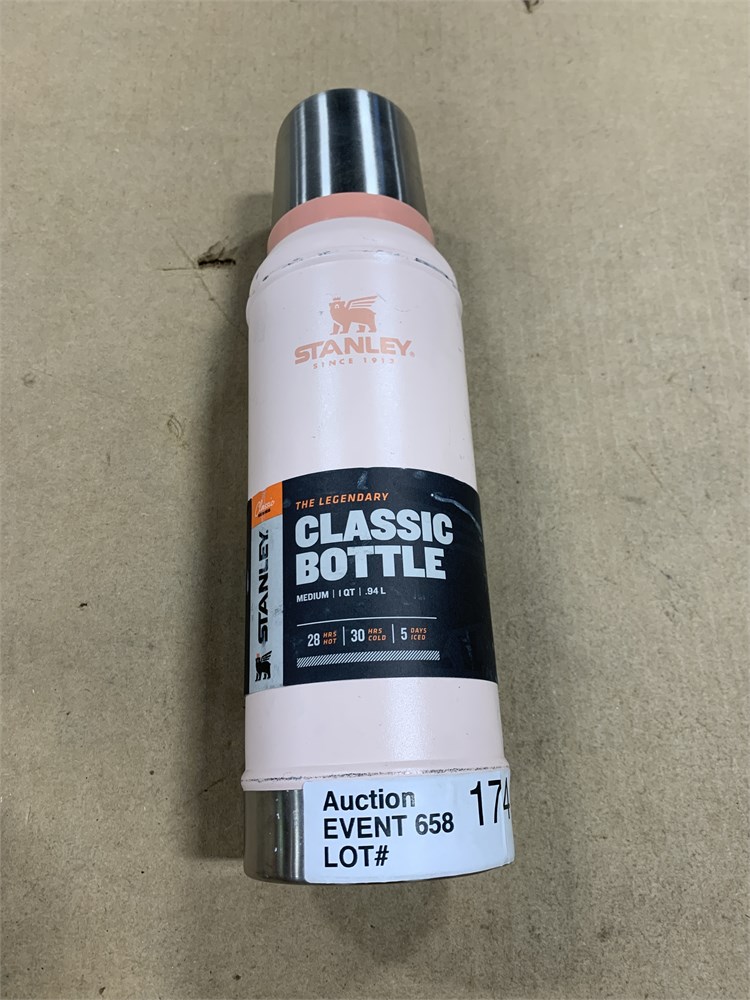 STANLEY®
SINCE 1913
Classic
THE LEGENDARY
CLASSIC
BOTTLE
MEDIUM | 1 QT | .94 L
28 HRS HOT | 30 HRS COLD | 5 DAYS ICED
STANLEY
Auction
EVENT 658
LOT#
174